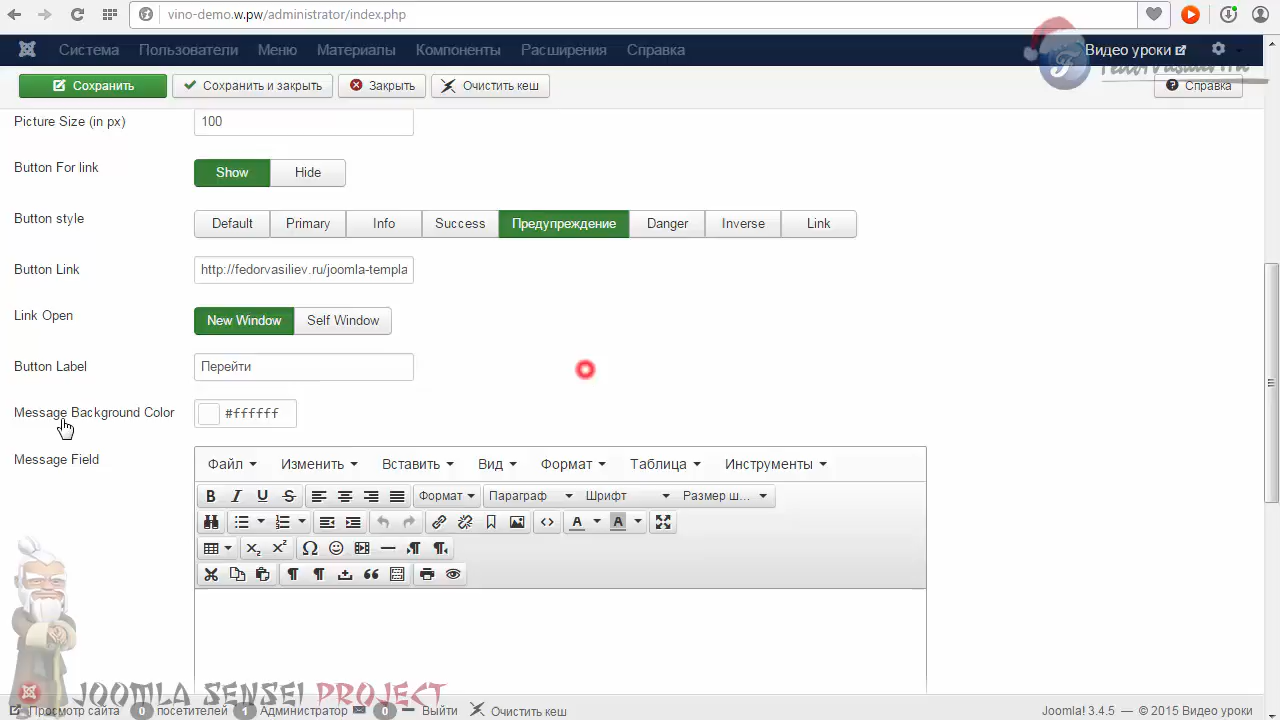 vino-demo.w.pw/administrator/index.php
Система Пользователи Меню Материалы Компоненты Расширения Справка Видео уроки
Сохранить Сохранить и закрыть Закрыть Очистить кеш Справка
Picture Size (in px) 100
Button For link Show Hide
Button style Default Primary Info Success Предупреждение Danger Inverse Link
Button Link http://fedorvasiliev.ru/joomla-templa
Link Open New Window Self Window
Button Label Перейти
Message Background Color #ffffff
Message Field
Файл Изменить Вставить Вид Формат Таблица Инструменты
Формат Параграф Шрифт Размер ш...
JOOMLA SENSEI PROJECT
Просмотр сайта 0 посетителей 1 Администратор 0 Выйти Очистить кеш Joomla! 3.4.5 — © 2015 Видео уроки